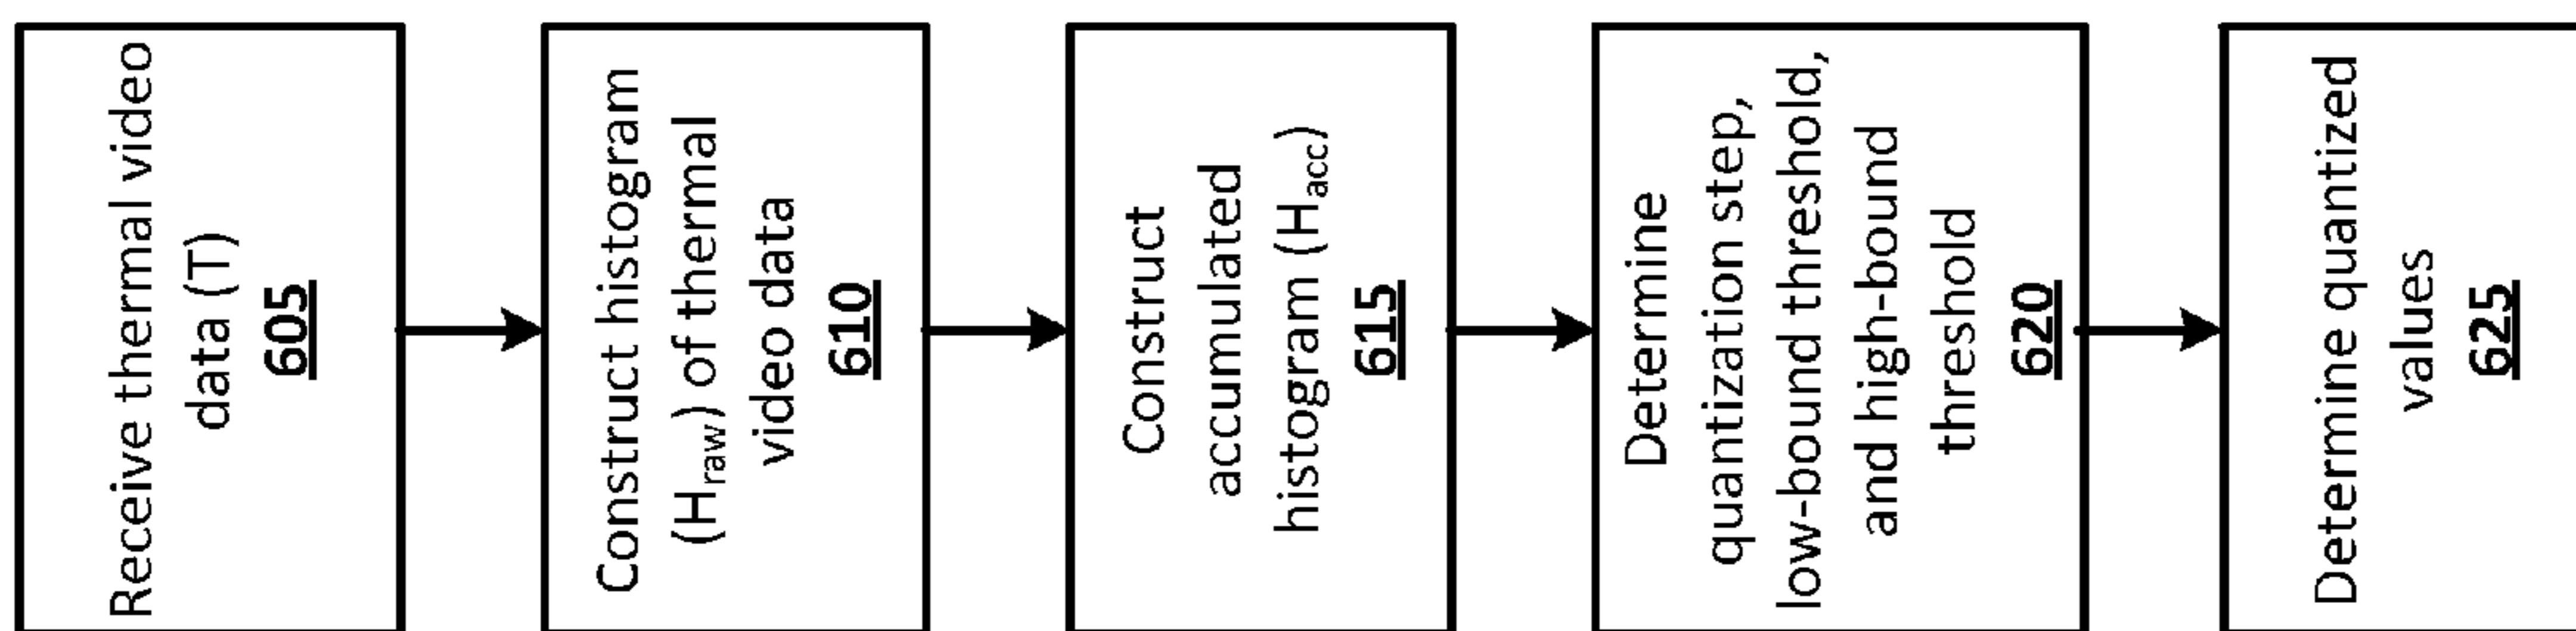 Receive thermal video
data (T)
605
Construct histogram
(Hraw) of thermal
video data
610
Construct
accumulated
histogram (Hacc)
615
Determine
quantization step,
low-bound threshold,
and high-bound
threshold
620
Determine quantized
values
625